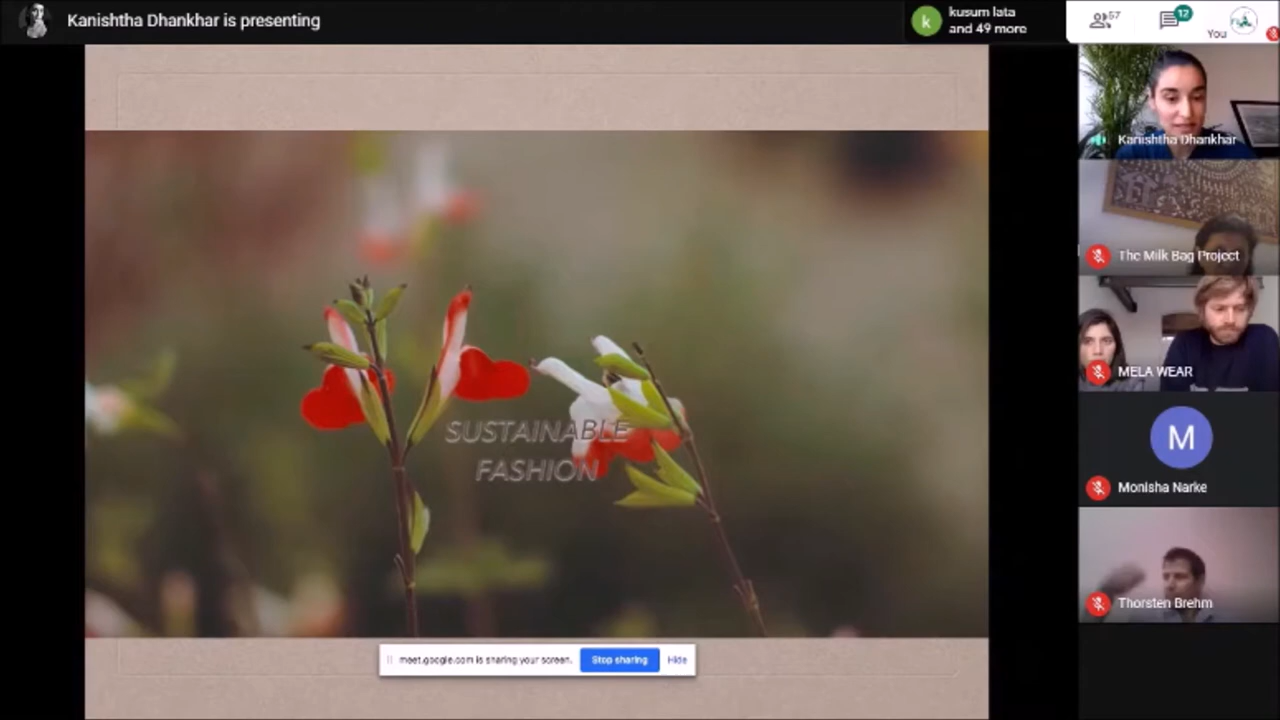 Kanishtha Dhankhar is presenting
k
kusum lata
and 49 more
57
12
You
Kanishtha Dhankhar
The Milk Bag Project
MELA WEAR
M
Monisha Narke
Thorsten Brehm
SUSTAINABLE
FASHION
meet.google.com is sharing your screen.
Stop sharing
Hide